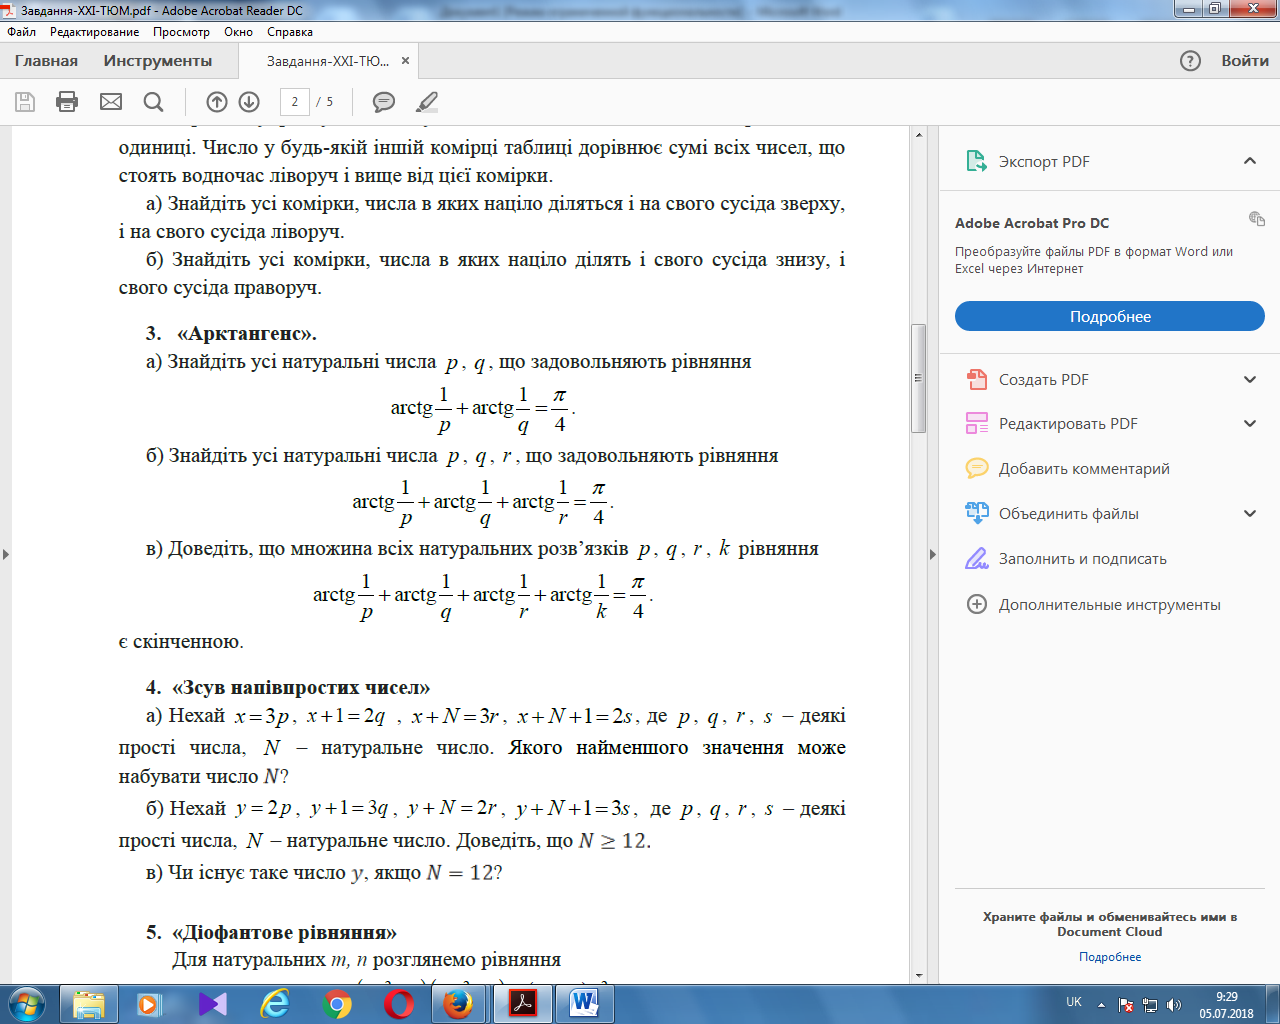 Завдання-XXI-ТЮМ.pdf - Adobe Acrobat Reader DC
Файл Редактирование Просмотр Окно Справка
Главная Инструменты Завдання-XXI-ТЮ... × Войти
2 / 5
одиниці. Число у будь-якій іншій комірці таблиці дорівнює сумі всіх чисел, що
стоять водночас ліворуч і вище від цієї комірки.
а) Знайдіть усі комірки, числа в яких націло діляться і на свого сусіда зверху,
і на свого сусіда ліворуч.
б) Знайдіть усі комірки, числа в яких націло ділять і свого сусіда знизу, і
свого сусіда праворуч.
3. «Арктангенс».
а) Знайдіть усі натуральні числа p, q, що задовольняють рівняння
arctg 1/p + arctg 1/q = π/4.
б) Знайдіть усі натуральні числа p, q, r, що задовольняють рівняння
arctg 1/p + arctg 1/q + arctg 1/r = π/4.
в) Доведіть, що множина всіх натуральних розв’язків p, q, r, k рівняння
arctg 1/p + arctg 1/q + arctg 1/r + arctg 1/k = π/4.
є скінченною.
4. «Зсув напівпростих чисел»
а) Нехай x=3p, x+1=2q , x+N=3r, x+N+1=2s, де p, q, r, s – деякі
прості числа, N – натуральне число. Якого найменшого значення може
набувати число N?
б) Нехай y=2p, y+1=3q, y+N=2r, y+N+1=3s, де p, q, r, s – деякі
прості числа, N – натуральне число. Доведіть, що N ≥ 12.
в) Чи існує таке число y, якщо N = 12?
5. «Діофантове рівняння»
Для натуральних m, n розглянемо рівняння
Экспорт PDF
Adobe Acrobat Pro DC
Преобразуйте файлы PDF в формат Word или
Excel через Интернет
Подробнее
Создать PDF
Редактировать PDF
Добавить комментарий
Объединить файлы
Заполнить и подписать
Дополнительные инструменты
Храните файлы и обменивайтесь ими в
Document Cloud
Подробнее
UK
9:29
05.07.2018